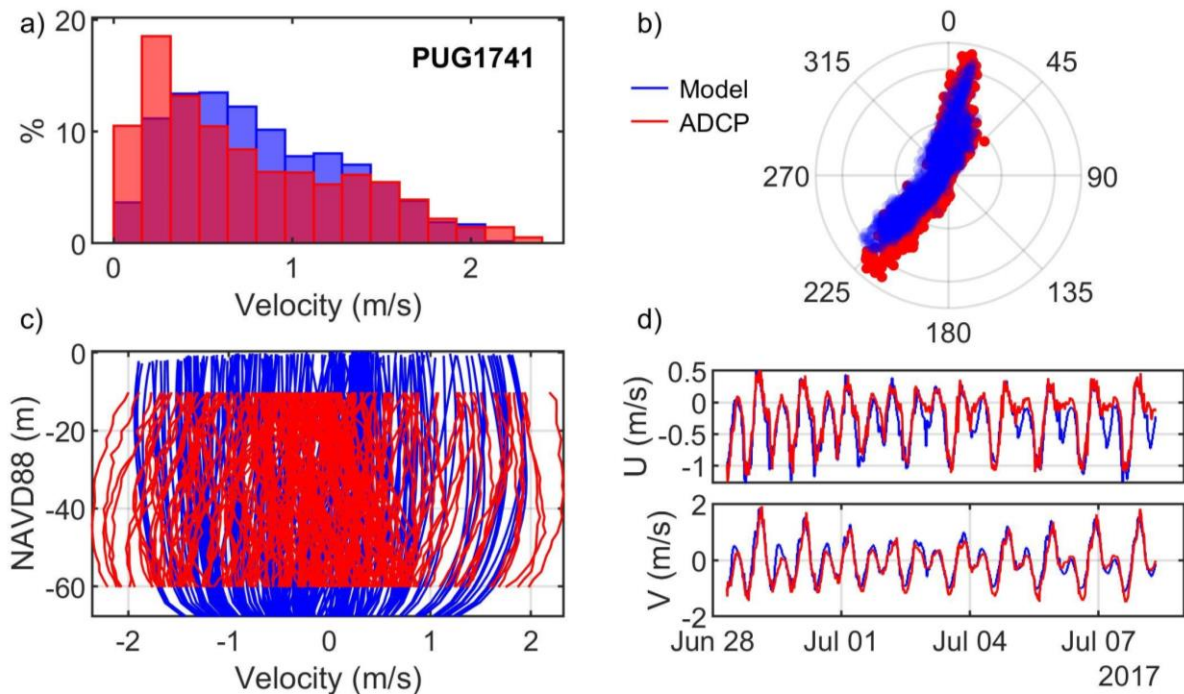 a)
20
10
0
%
PUG1741
0 1 2
Velocity (m/s)
b)
Model
ADCP
0
45
90
135
180
225
270
315
c)
0
-20
-40
-60
NAVD88 (m)
-2 -1 0 1 2
Velocity (m/s)
d)
0.5
0
-0.5
-1
U (m/s)
2
0
-2
V (m/s)
Jun 28 Jul 01 Jul 04 Jul 07
2017